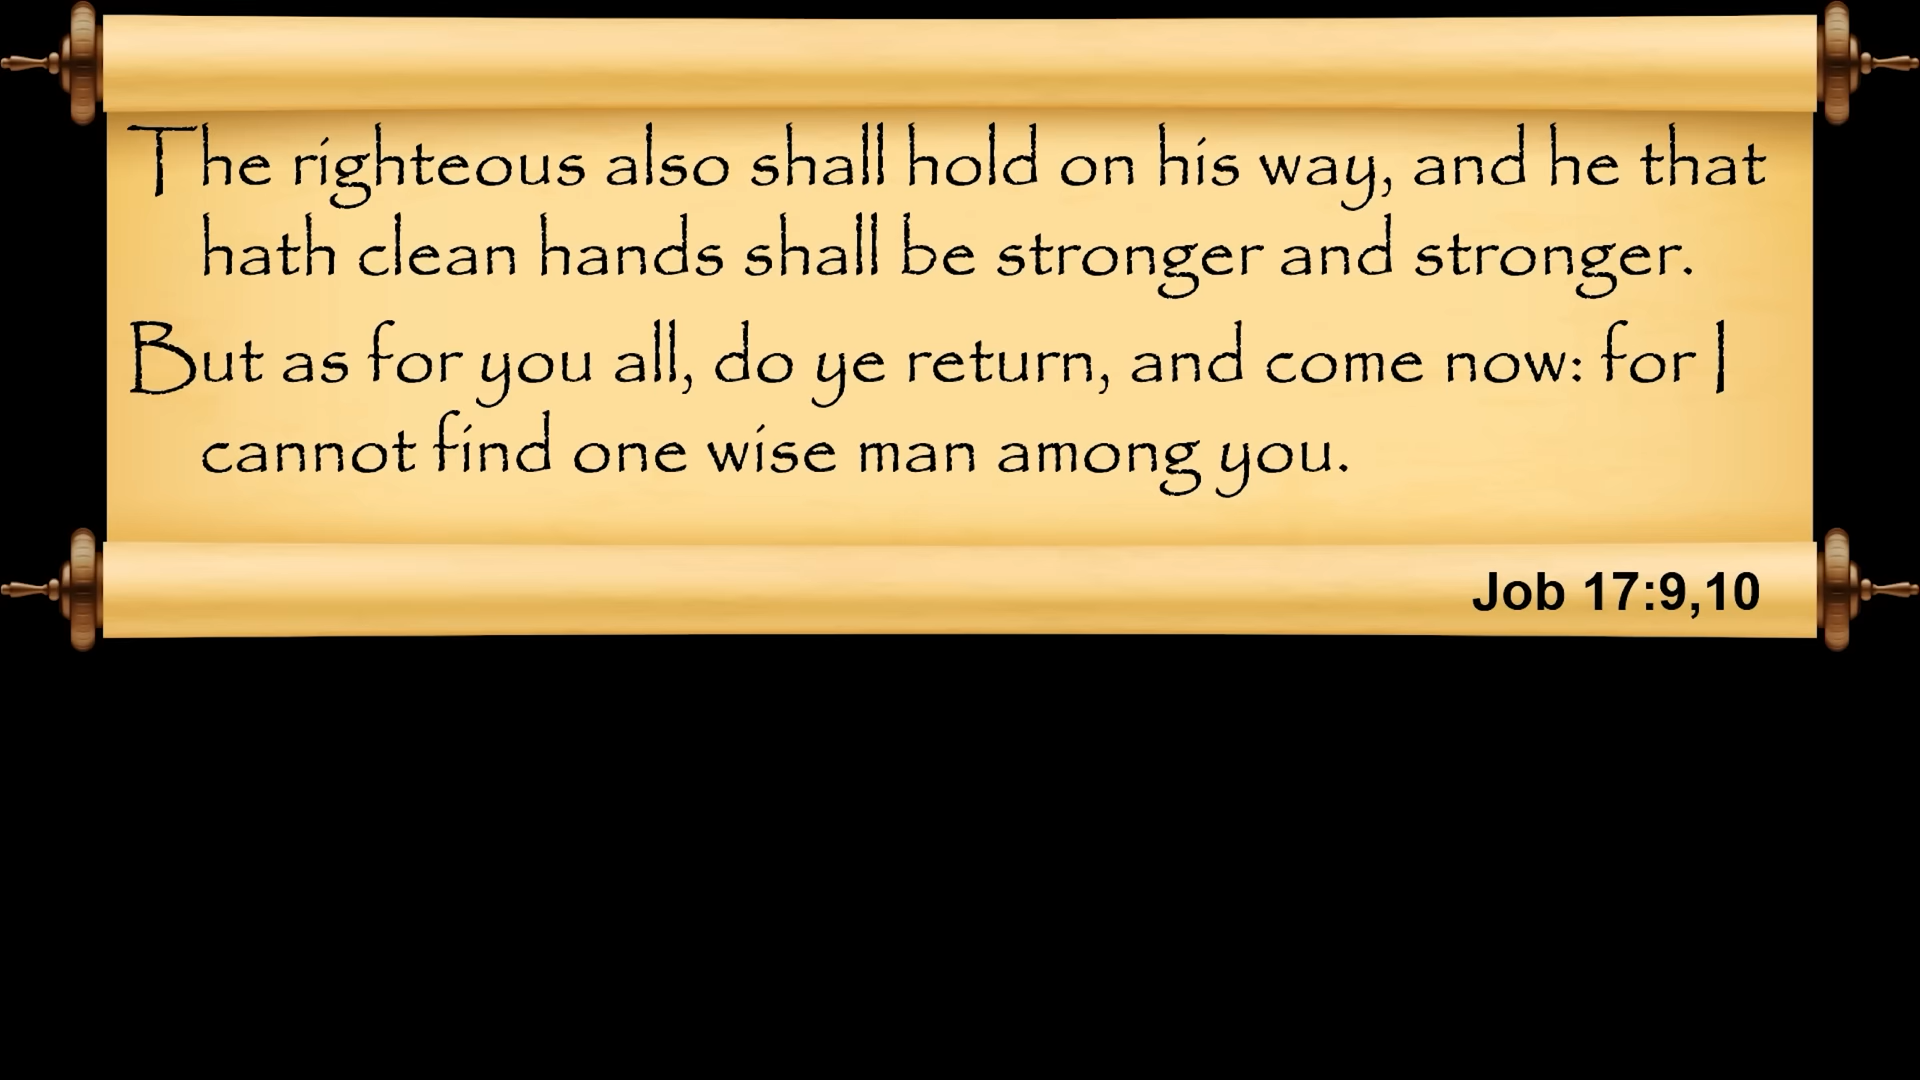 The righteous also shall hold on his way, and he that
hath clean hands shall be stronger and stronger.
But as for you all, do ye return, and come now: for I
cannot find one wise man among you.
Job 17:9,10